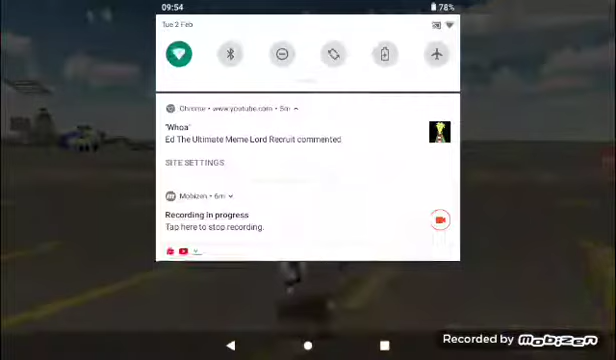 09:54
78%
Tue 2 Feb
Chrome • www.youtube.com • 5m
"Whoa"
Ed The Ultimate Meme Lord Recruit commented
SITE SETTINGS
Mobizen • 6m
Recording in progress
Tap here to stop recording.
Recorded by Mobizen